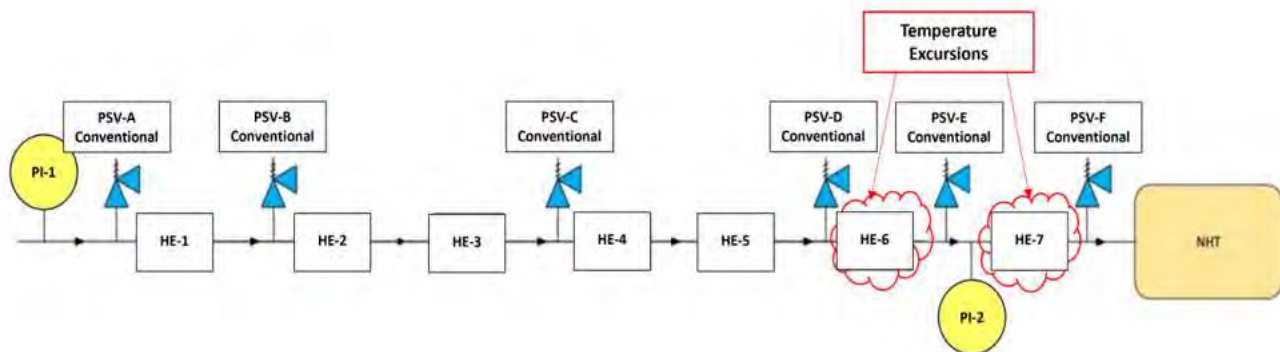 Temperature
Excursions
PSV-A
Conventional
PSV-B
Conventional
PSV-C
Conventional
PSV-D
Conventional
PSV-E
Conventional
PSV-F
Conventional
PI-1
HE-1
HE-2
HE-3
HE-4
HE-5
HE-6
HE-7
NHT
PI-2